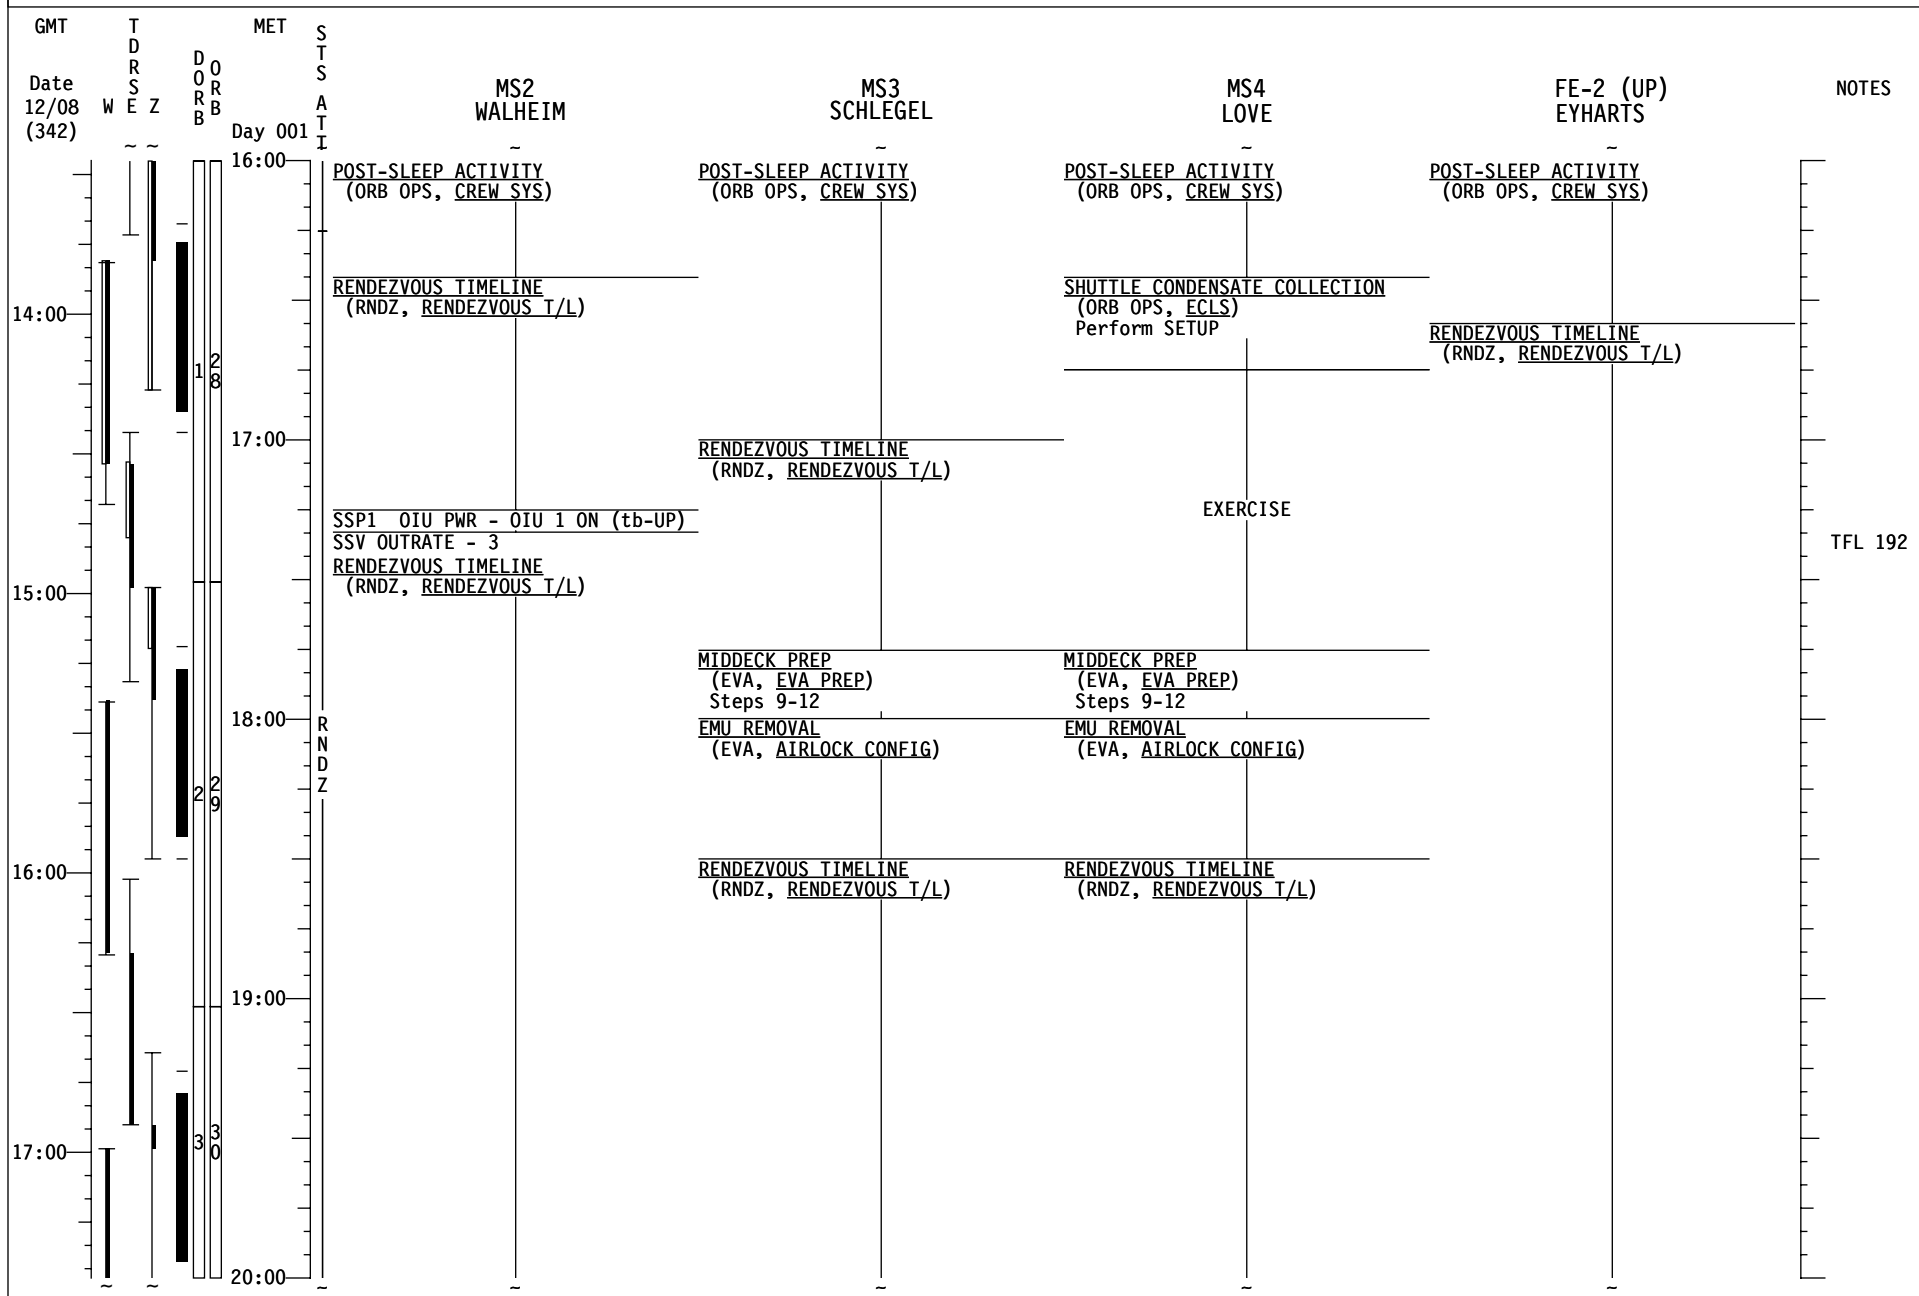 GMT
TDRS
MET
STS ATT
Date
12/08
(342)
W E Z
DORB
ORB
Day 001
MS2
WALHEIM
MS3
SCHLEGEL
MS4
LOVE
FE-2 (UP)
EYHARTS
NOTES
~ ~ ~ ~ ~ ~
16:00
POST-SLEEP ACTIVITY
(ORB OPS, CREW SYS)
POST-SLEEP ACTIVITY
(ORB OPS, CREW SYS)
POST-SLEEP ACTIVITY
(ORB OPS, CREW SYS)
POST-SLEEP ACTIVITY
(ORB OPS, CREW SYS)
RENDEZVOUS TIMELINE
(RNDZ, RENDEZVOUS T/L)
SHUTTLE CONDENSATE COLLECTION
(ORB OPS, ECLS)
Perform SETUP
14:00
RENDEZVOUS TIMELINE
(RNDZ, RENDEZVOUS T/L)
1
28
17:00
RENDEZVOUS TIMELINE
(RNDZ, RENDEZVOUS T/L)
EXERCISE
SSP1 OIU PWR - OIU 1 ON (tb-UP)
SSV OUTRATE - 3
TFL 192
RENDEZVOUS TIMELINE
(RNDZ, RENDEZVOUS T/L)
15:00
MIDDECK PREP
(EVA, EVA PREP)
Steps 9-12
MIDDECK PREP
(EVA, EVA PREP)
Steps 9-12
18:00
RNDZ
EMU REMOVAL
(EVA, AIRLOCK CONFIG)
EMU REMOVAL
(EVA, AIRLOCK CONFIG)
2
29
16:00
RENDEZVOUS TIMELINE
(RNDZ, RENDEZVOUS T/L)
RENDEZVOUS TIMELINE
(RNDZ, RENDEZVOUS T/L)
19:00
3
30
17:00
20:00
~ ~ ~ ~ ~ ~ ~